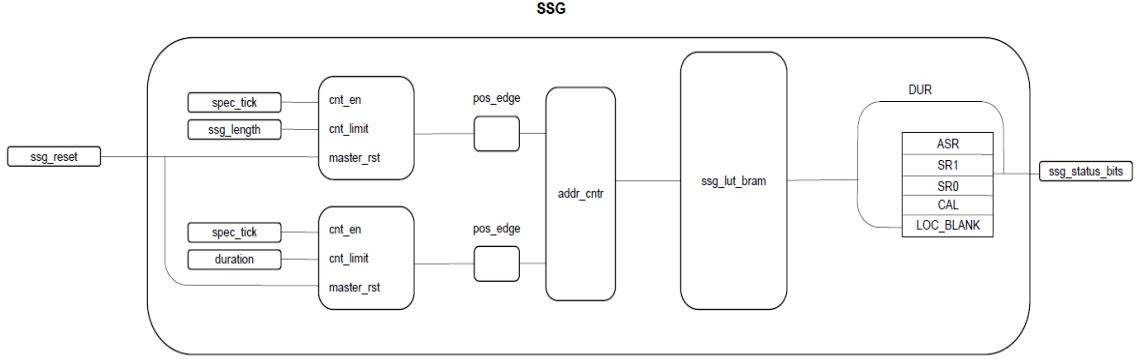 SSG
spec_tick
ssg_length
cnt_en
cnt_limit
master_rst
pos_edge
ssg_reset
spec_tick
duration
cnt_en
cnt_limit
master_rst
pos_edge
addr_cntr
ssg_lut_bram
DUR
ASR
SR1
SR0
CAL
LOC_BLANK
ssg_status_bits